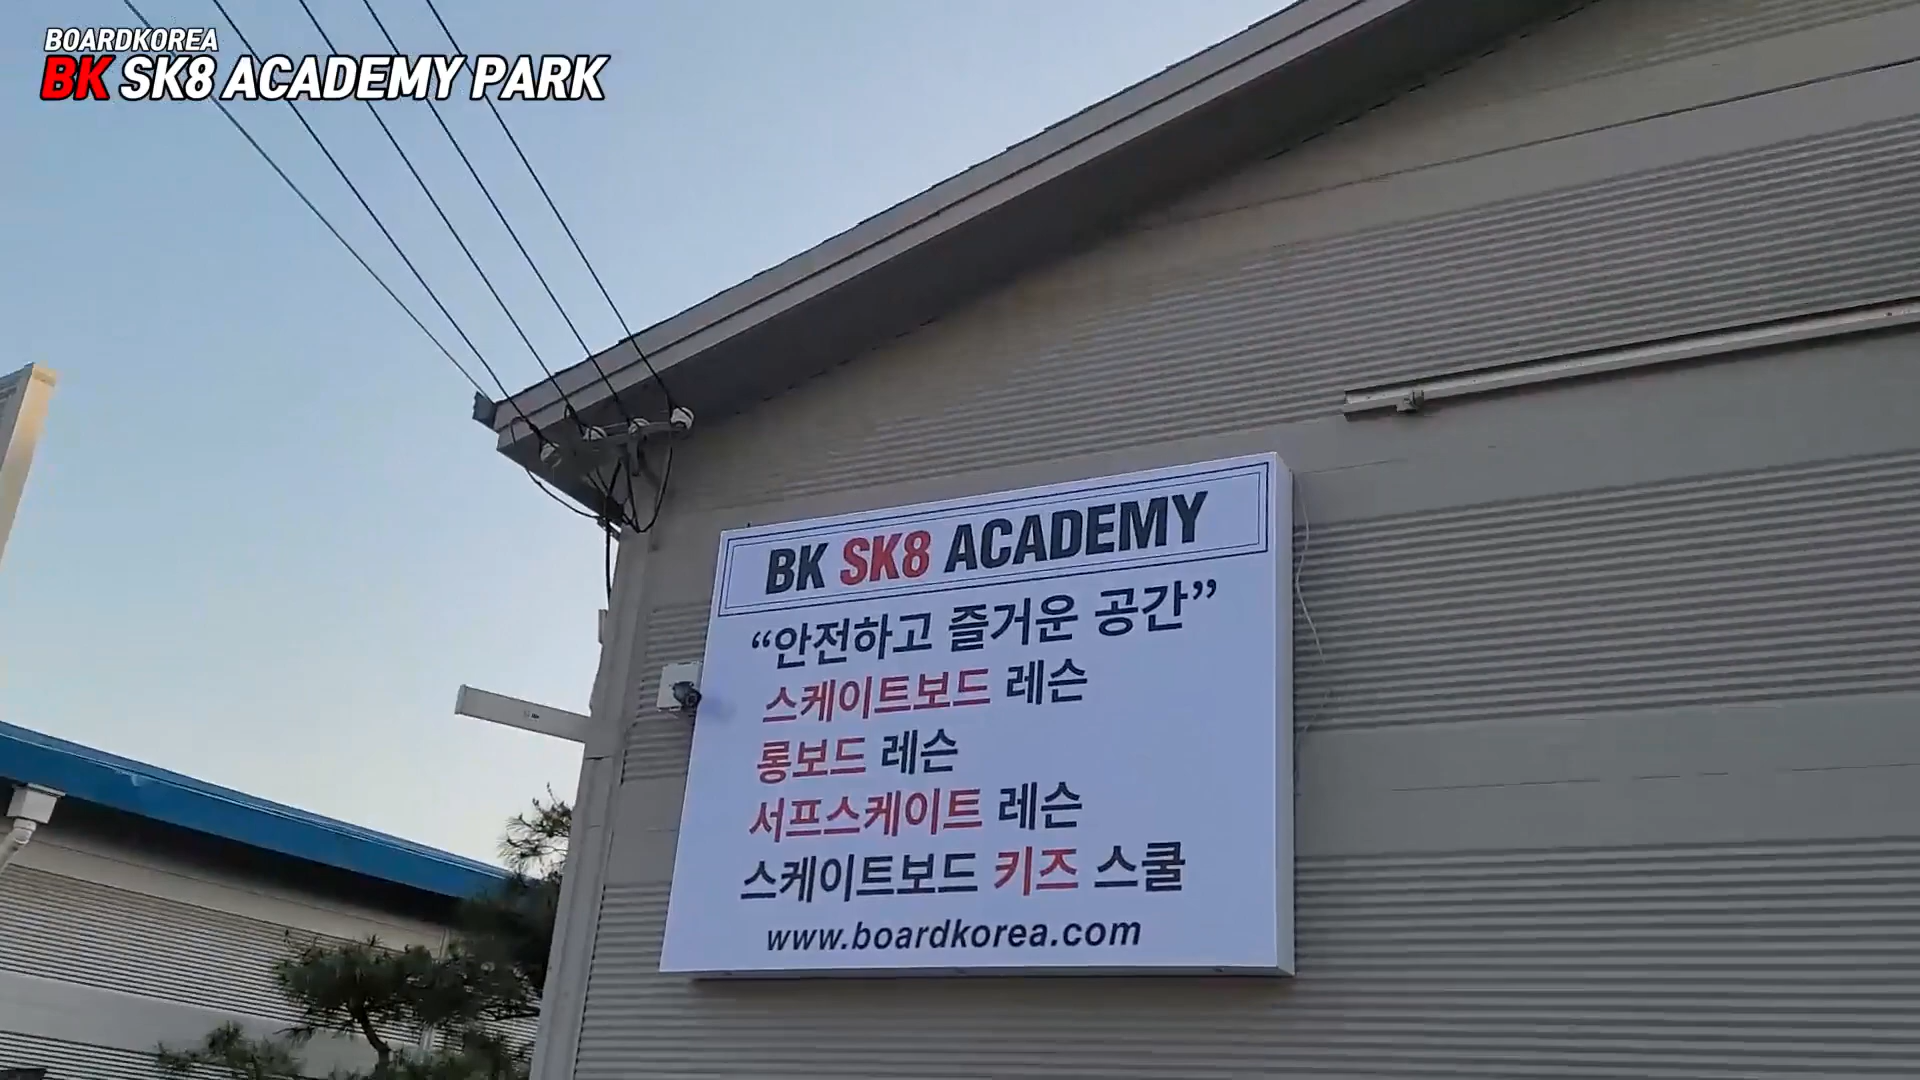 BOARDKOREA
BK SK8 ACADEMY PARK
BK SK8 ACADEMY
“안전하고 즐거운 공간”
스케이트보드 레슨
롱보드 레슨
서프스케이트 레슨
스케이트보드 키즈 스쿨
www.boardkorea.com